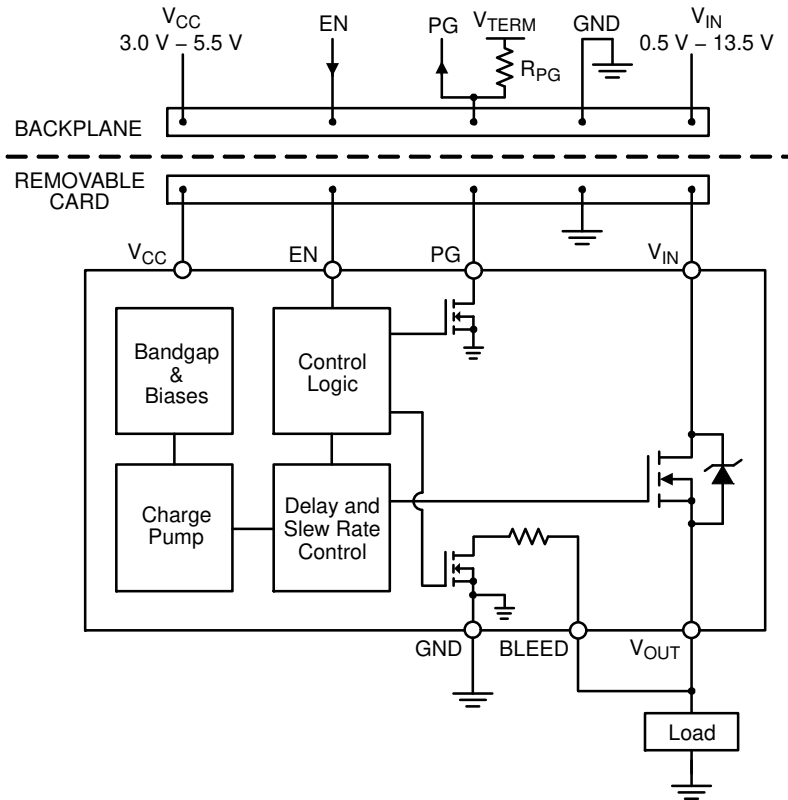 VCC
3.0 V – 5.5 V
EN
PG
VTERM
RPG
GND
VIN
0.5 V – 13.5 V
BACKPLANE
REMOVABLE
CARD
VCC
EN
PG
VIN
Bandgap
&
Biases
Control
Logic
Charge
Pump
Delay and
Slew Rate
Control
GND
BLEED
VOUT
Load